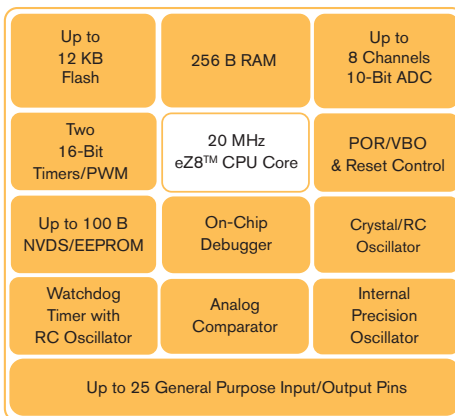 Up to
12 KB
Flash
256 B RAM
Up to
8 Channels
10-Bit ADC
Two
16-Bit
Timers/PWM
20 MHz
eZ8™ CPU Core
POR/VBO
& Reset Control
Up to 100 B
NVDS/EEPROM
On-Chip
Debugger
Crystal/RC
Oscillator
Watchdog
Timer with
RC Oscillator
Analog
Comparator
Internal
Precision
Oscillator
Up to 25 General Purpose Input/Output Pins